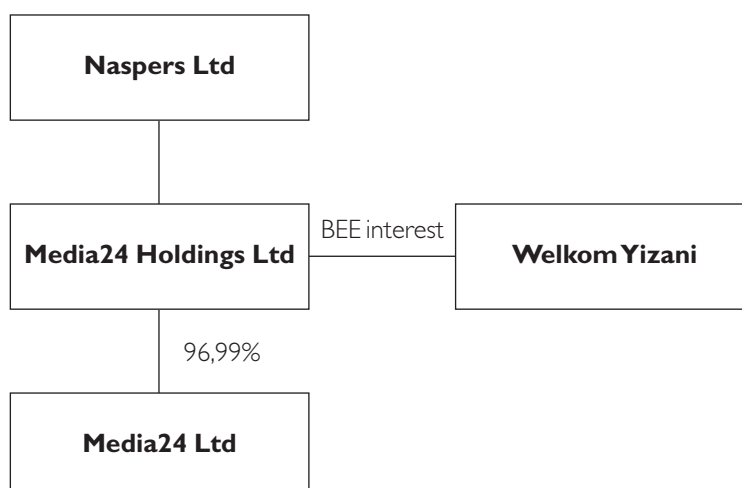 Naspers Ltd
BEE interest
Media24 Holdings Ltd
Welkom Yizani
96,99%
Media24 Ltd